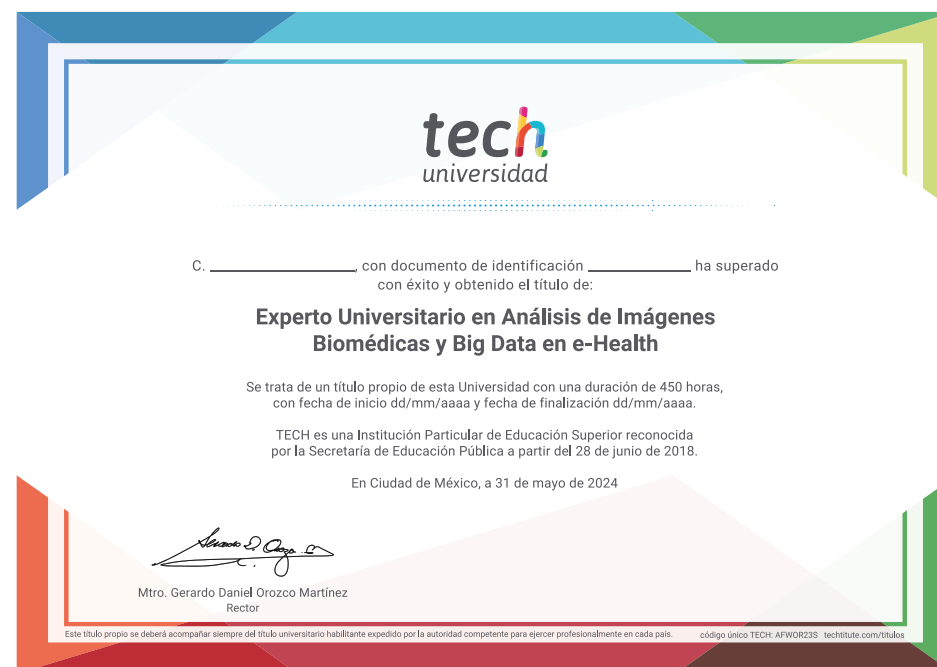 tech
universidad
C. ____________________, con documento de identificación ______________ ha superado
con éxito y obtenido el título de:
Experto Universitario en Análisis de Imágenes
Biomédicas y Big Data en e-Health
Se trata de un título propio de esta Universidad con una duración de 450 horas,
con fecha de inicio dd/mm/aaaa y fecha de finalización dd/mm/aaaa.
TECH es una Institución Particular de Educación Superior reconocida
por la Secretaría de Educación Pública a partir del 28 de junio de 2018.
En Ciudad de México, a 31 de mayo de 2024
Mtro. Gerardo Daniel Orozco Martínez
Rector
Este título propio se deberá acompañar siempre del título universitario habilitante expedido por la autoridad competente para ejercer profesionalmente en cada país. código único TECH: AFWOR23S techtitute.com/titulos